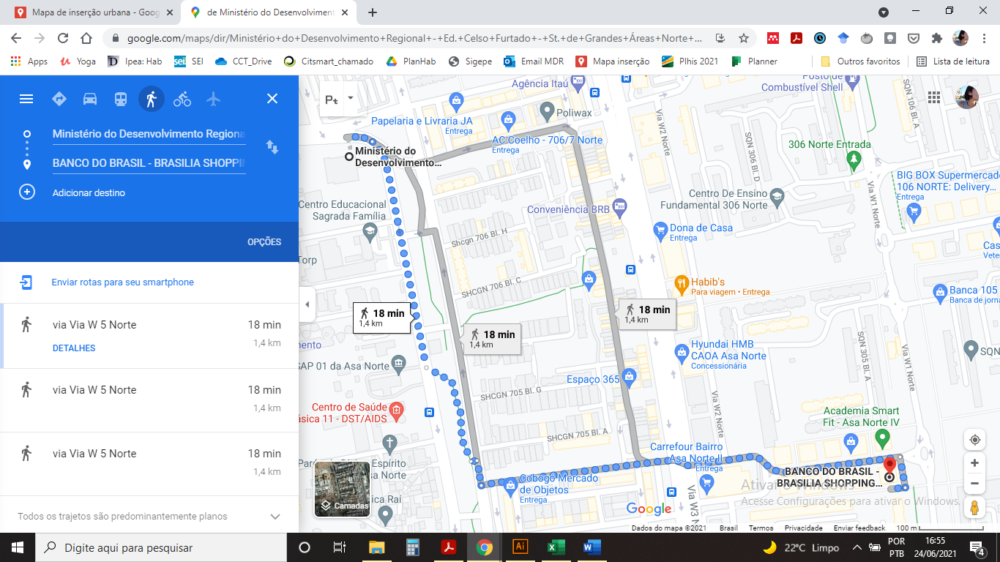 Mapa de inserção urbana - Goog
de Ministério do Desenvolviment
google.com/maps/dir/Ministério+do+Desenvolvimento+Regional+-+Ed.+Celso+Furtado+-+St.+de+Grandes+Áreas+Norte+...
Apps
Yoga
Ipea: Hab
SEI
CCT_Drive
Citsmart_chamado
PlanHab
Sigepe
Email MDR
Mapa inserção
Plhis 2021
Planner
Outros favoritos
Lista de leitura
Ministério do Desenvolvimento Regiona
BANCO DO BRASIL - BRASILIA SHOPPI
Adicionar destino
OPÇÕES
Enviar rotas para seu smartphone
via Via W 5 Norte
18 min
1,4 km
DETALHES
via Via W 5 Norte
18 min
1,4 km
via Via W 5 Norte
18 min
1,4 km
Todos os trajetos são predominantemente planos
Pt
Agência Itaú
Posto de
Combustível Shell
Papelaria e Livraria JA
Entrega
Poliwax
AC Coelho - 706/7 Norte
Entrega
Ministério do
Desenvolvimento...
Via W2 Norte
SQN 306 Bl. D
SQN 106 Bl. A
306 Norte Entrada
BIG BOX Supermercado
106 NORTE: Delivery...
Entrega
Via W1 Norte
Centro De Ensino
Fundamental 306 Norte
Centro Educacional
Sagrada Família
Conveniência BRB
Dona de Casa
Entrega
Shcgn 706 Bl. H
Torp
SHCGN 706 Bl. C
Habib's
Para viagem • Entrega
Banca 105
Banca de jorna
Cas
Veter
18 min
1,4 km
18 min
1,4 km
18 min
1,4 km
mento
SAP 01 da Asa Norte
Hyundai HMB
CAOA Asa Norte
Concessionária
SQN 305 Bl. A
Via W1 Norte
SQN
Espaço 365
SHCGN 705 Bl. G
Centro de Saúde
ásica 11 - DST/AIDS
SHCGN 705 Bl. A
Via W2 Norte
Academia Smart
Fit - Asa Norte IV
Carrefour Bairro
Asa Norte II
Entrega
Espírito
sa Norte
Cobogó Mercado
de Objetos
Entrega
BANCO DO BRASIL -
BRASILIA SHOPPING...
Ativar o Windows
Acesse Configurações para ativar o Windows.
ica Raí
Camadas
Via W3 N
Google
Dados do mapa ©2021
Brasil
Termos
Privacidade
Enviar feedback
100 m
Digite aqui para pesquisar
22°C Limpo
POR
PTB
16:55
24/06/2021
4